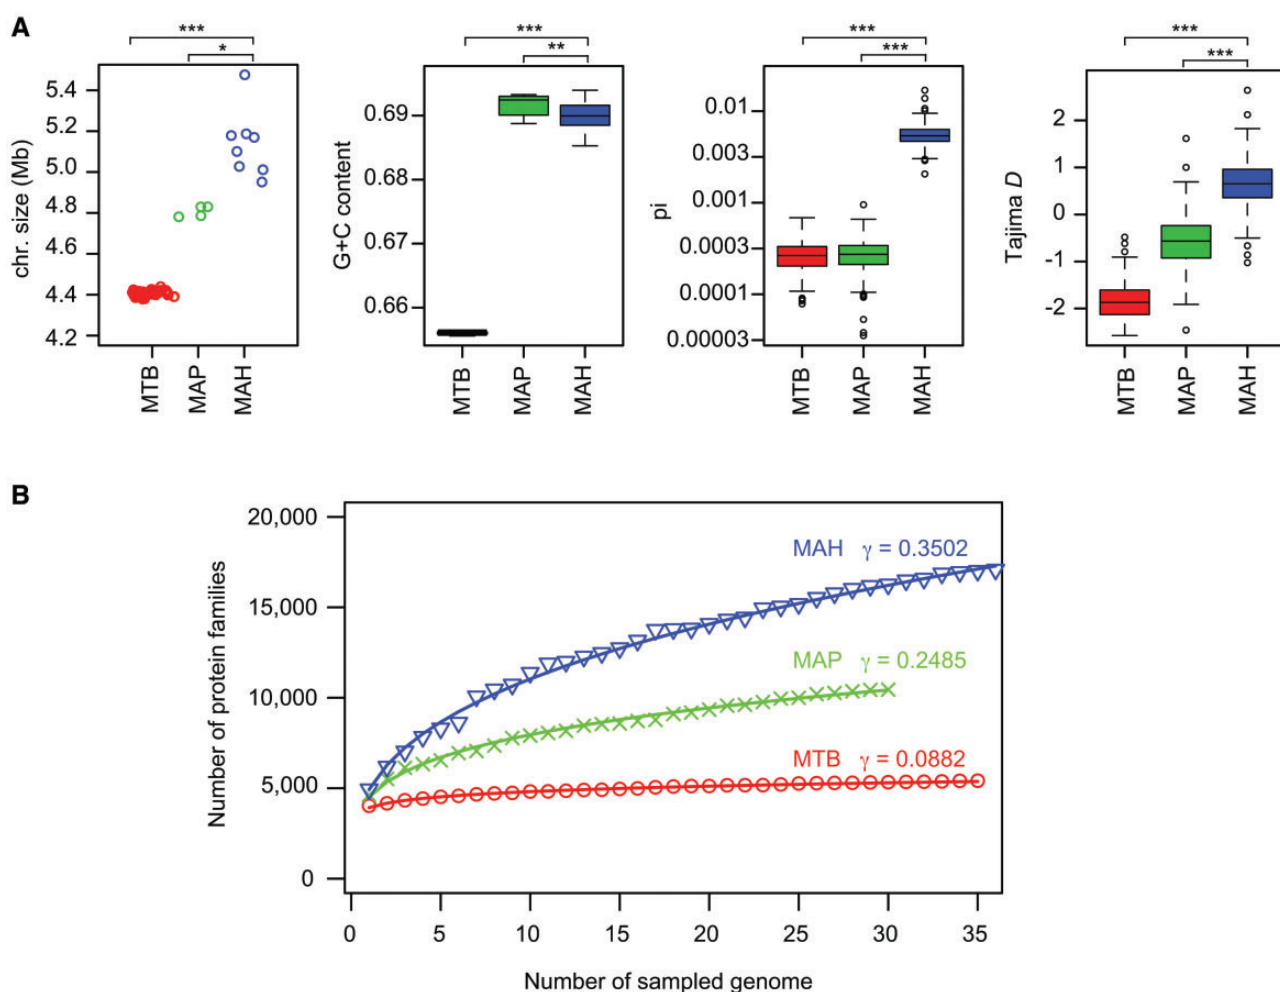 A
*** * *** ** *** *** *** ***
chr. size (Mb)
5.4
5.2
5.0
4.8
4.6
4.4
4.2
MTB
MAP
MAH
G+C content
0.69
0.68
0.67
0.66
MTB
MAP
MAH
pi
0.01
0.003
0.001
0.0003
0.0001
0.00003
MTB
MAP
MAH
Tajima D
2
1
0
-1
-2
MTB
MAP
MAH
B
Number of protein families
20,000
15,000
10,000
5,000
0
MAH γ = 0.3502
MAP γ = 0.2485
MTB γ = 0.0882
0 5 10 15 20 25 30 35
Number of sampled genome